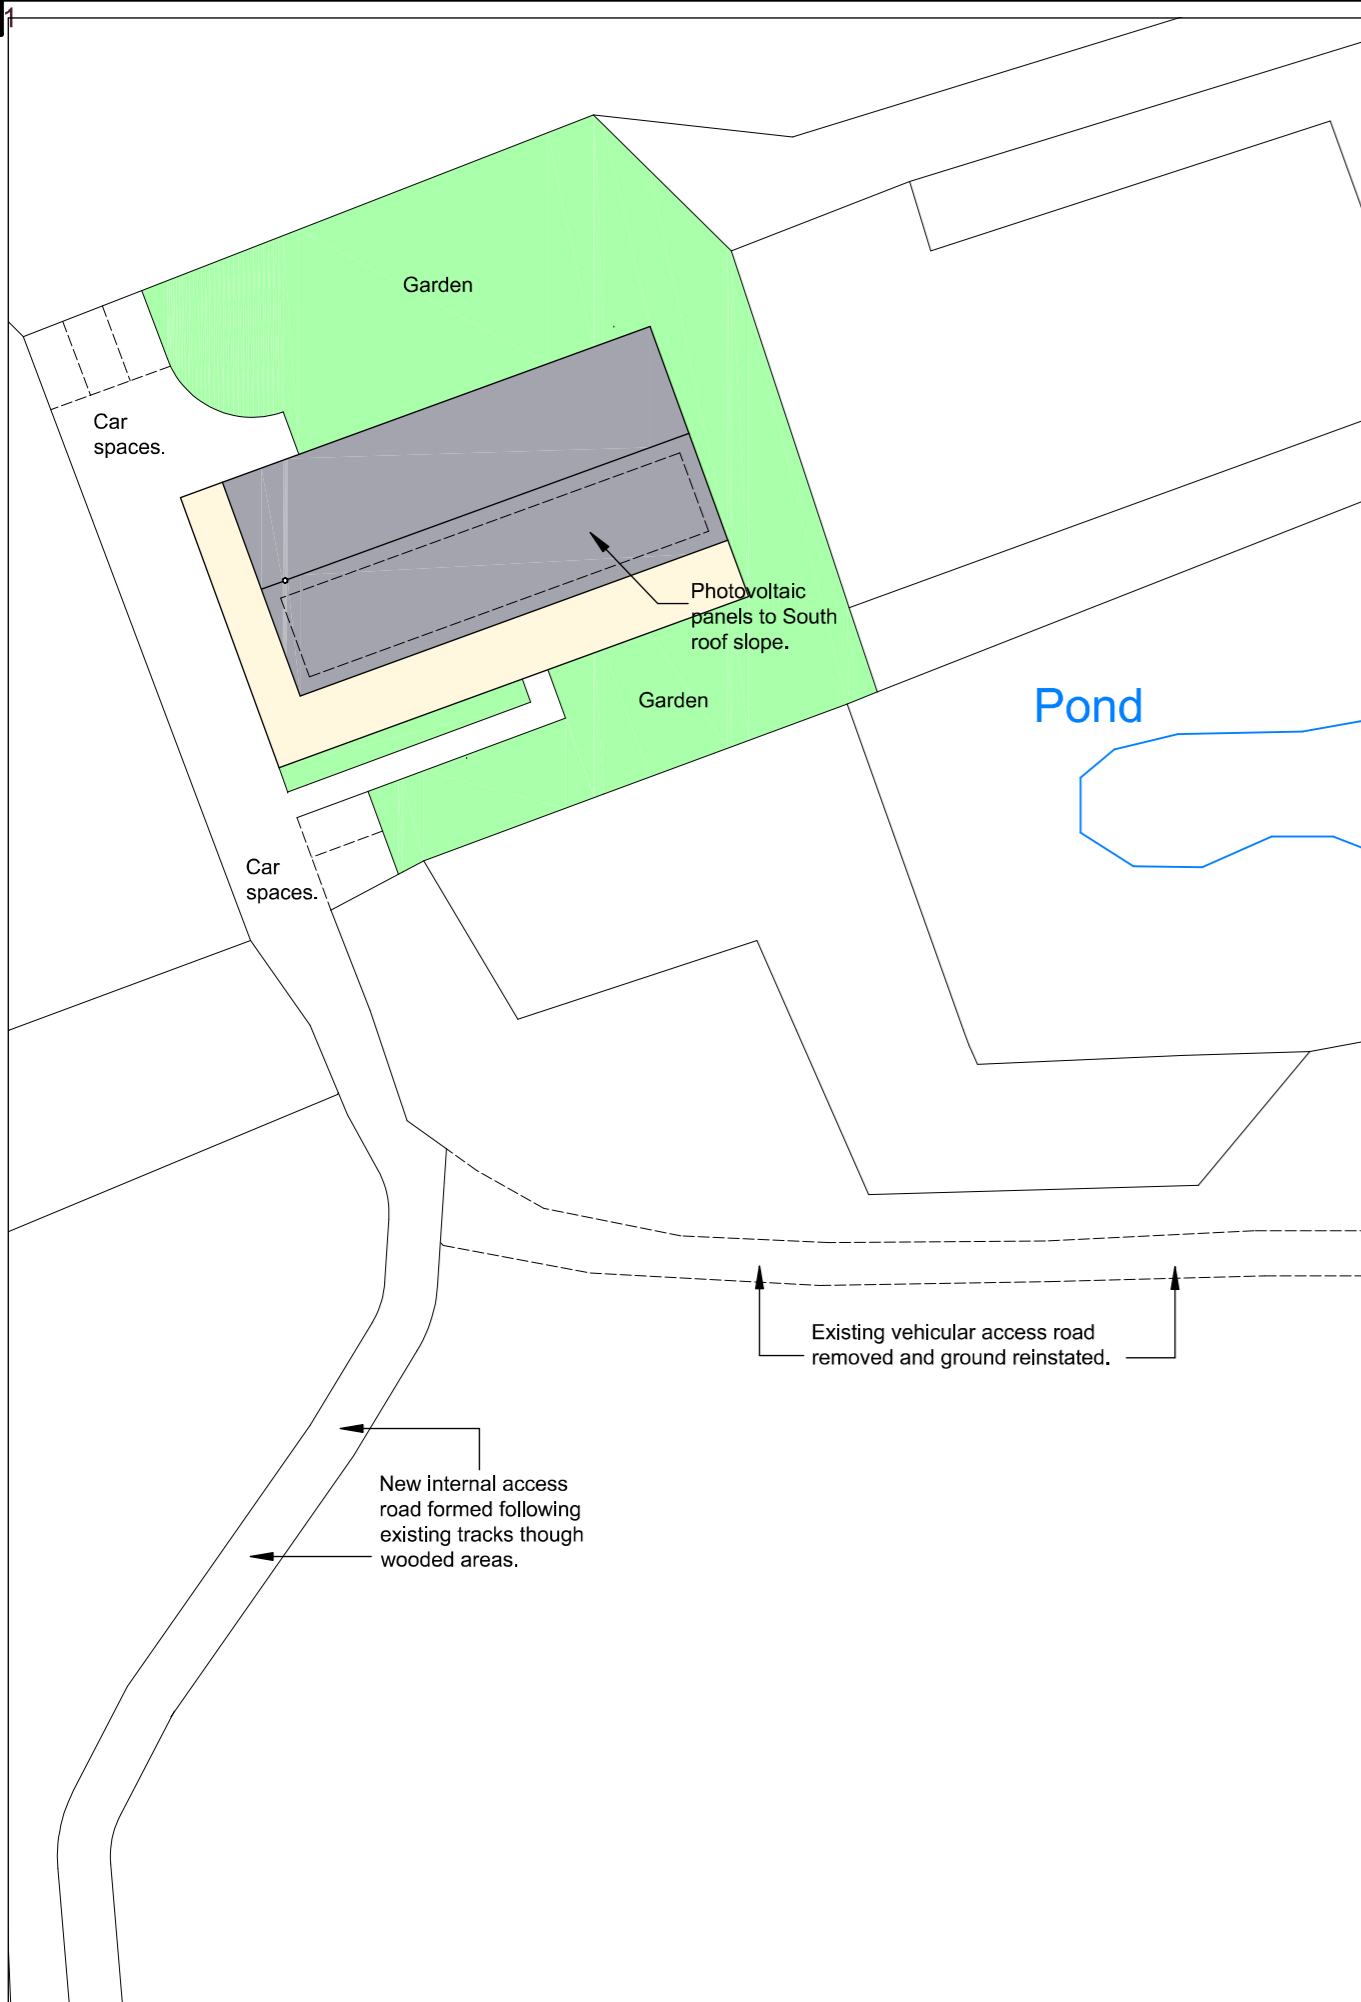 1
Garden
Car
spaces.
Photovoltaic
panels to South
roof slope.
Garden
Pond
Car
spaces.
Existing vehicular access road
removed and ground reinstated.
New internal access
road formed following
existing tracks though
wooded areas.